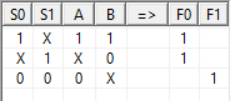 S0 S1 A B => F0 F1
1 X 1 1 1
X 1 X 0 1
0 0 0 X 1